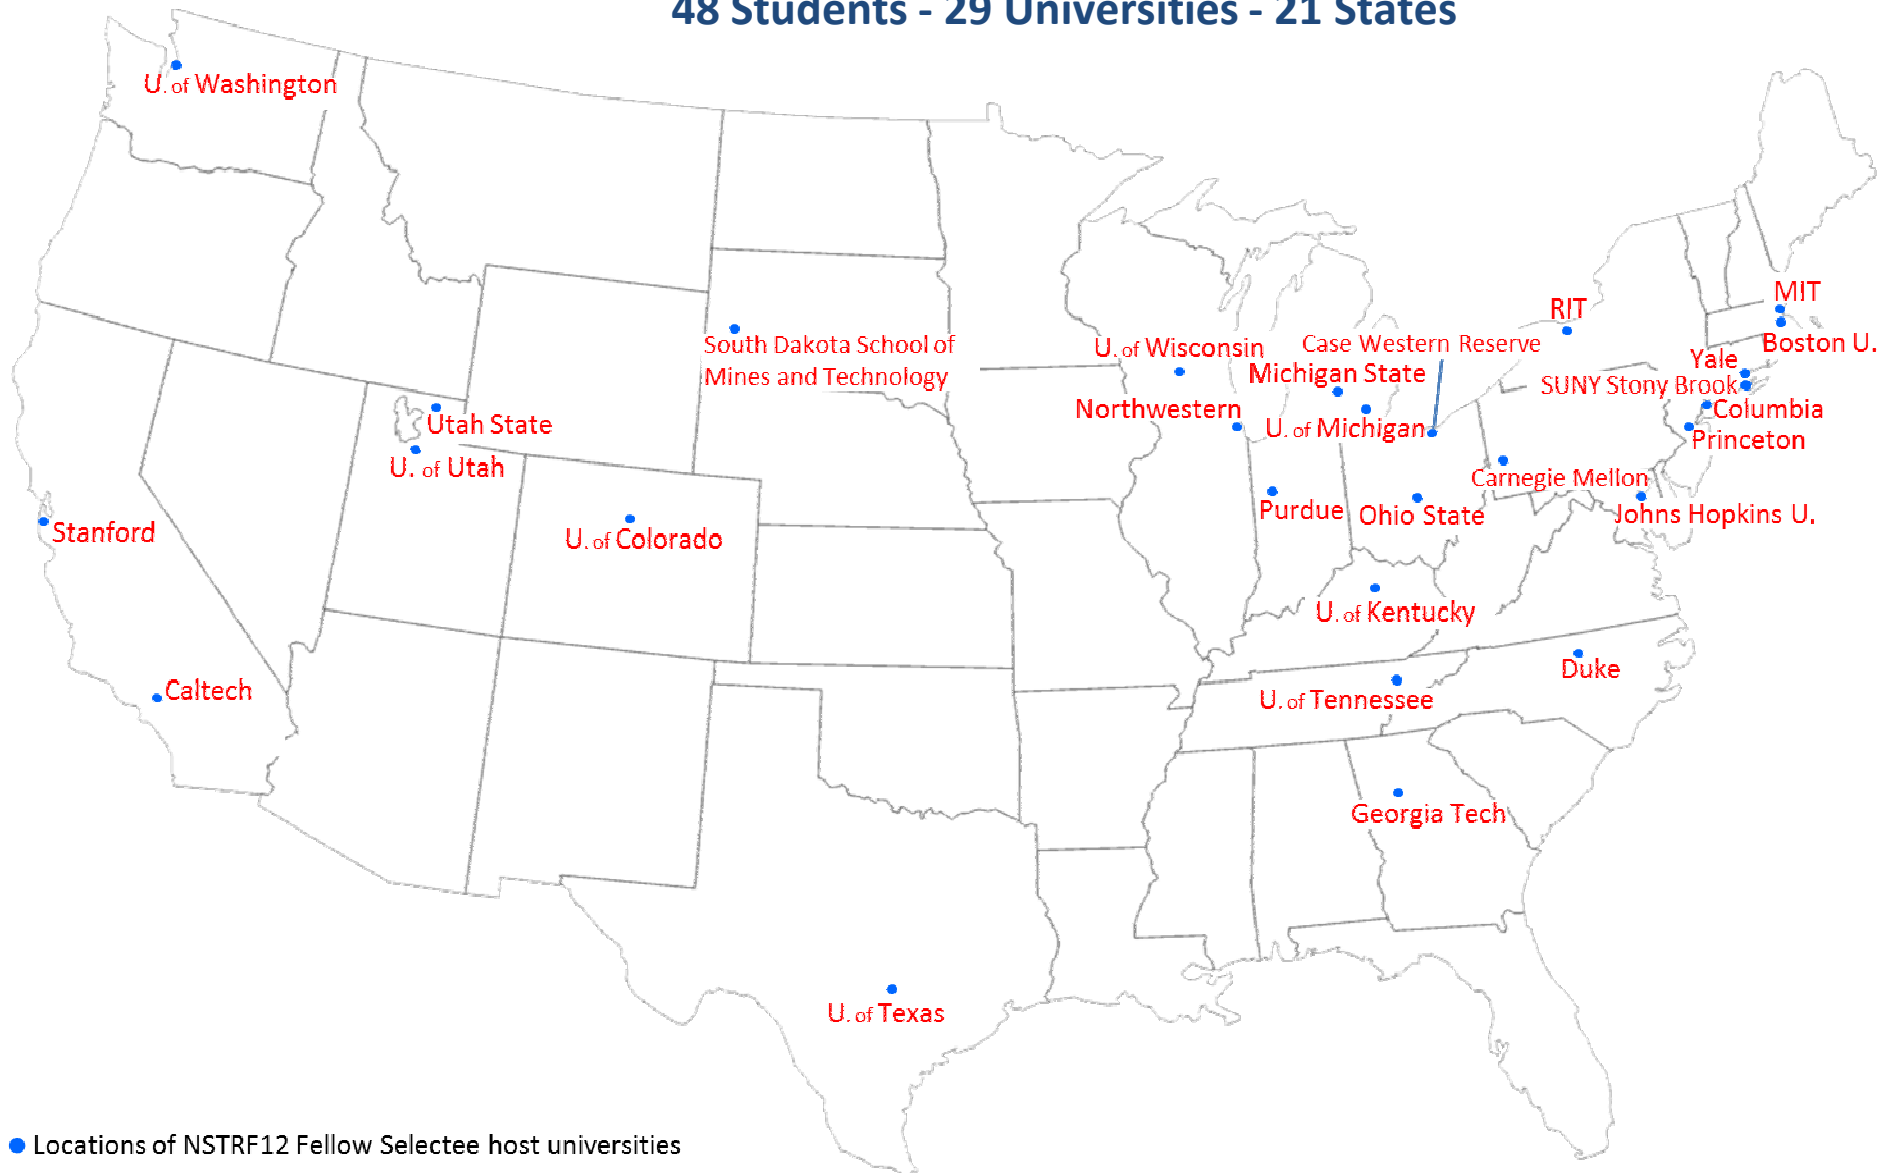 48 Students - 29 Universities - 21 States
U. of Washington
MIT
RIT
Boston U.
South Dakota School of
Mines and Technology
U. of Wisconsin
Case Western Reserve
Yale
Michigan State
SUNY Stony Brook
Northwestern
Columbia
Utah State
U. of Michigan
Princeton
U. of Utah
Carnegie Mellon
Purdue
Ohio State
Johns Hopkins U.
Stanford
U. of Colorado
U. of Kentucky
Duke
Caltech
U. of Tennessee
Georgia Tech
U. of Texas
Locations of NSTRF12 Fellow Selectee host universities